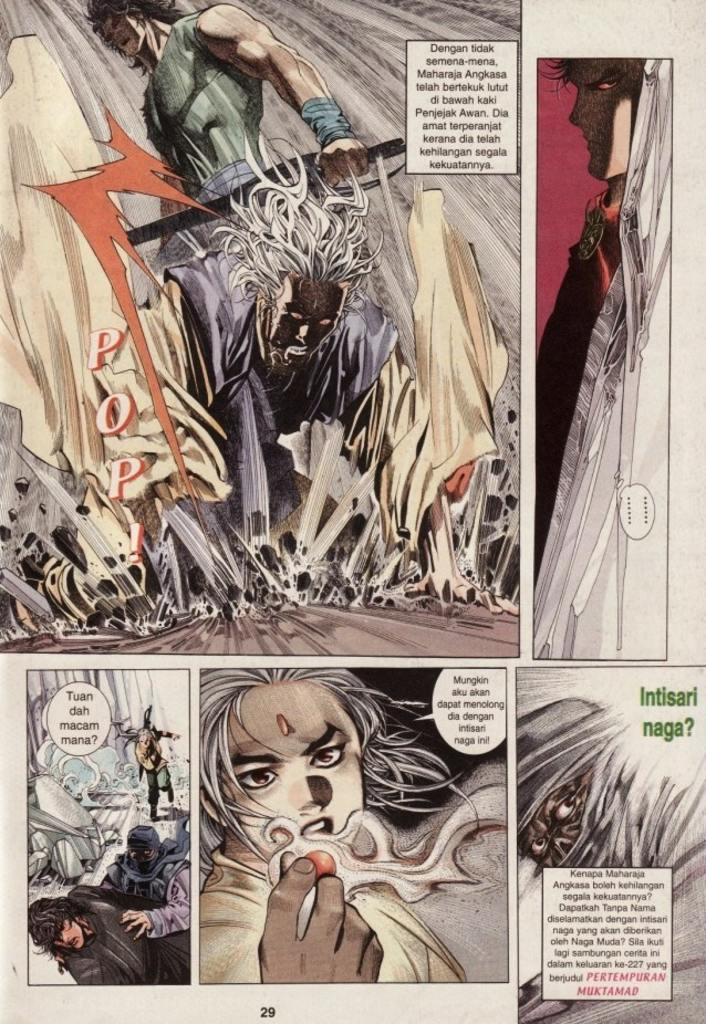 Dengan tidak
semena-mena,
Maharaja Angkasa
telah bertekuk lutut
di bawah kaki
Penjejak Awan. Dia
amat terperanjat
kerana dia telah
kehilangan segala
kekuatannya.
POP!
........
Tuan
dah
macam
mana?
Mungkin
aku akan
dapat menolong
dia dengan
intisari
naga ini!
Intisari
naga?
Kenapa Maharaja
Angkasa boleh kehilangan
segala kekuatannya?
Dapatkah Tanpa Nama
diselamatkan dengan intisari
naga yang akan diberikan
oleh Naga Muda? Sila ikuti
lagi sambungan cerita ini
dalam keluaran ke-227 yang
berjudul PERTEMPURAN
MUKTAMAD
29